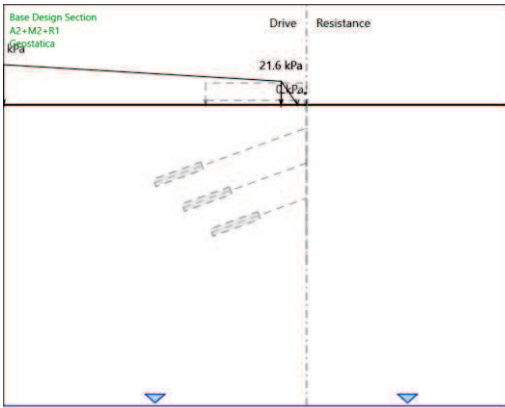 Base Design Section
A2+M2+R1
Geostatica
kPa
Drive
Resistance
21.6 kPa
0 kPa